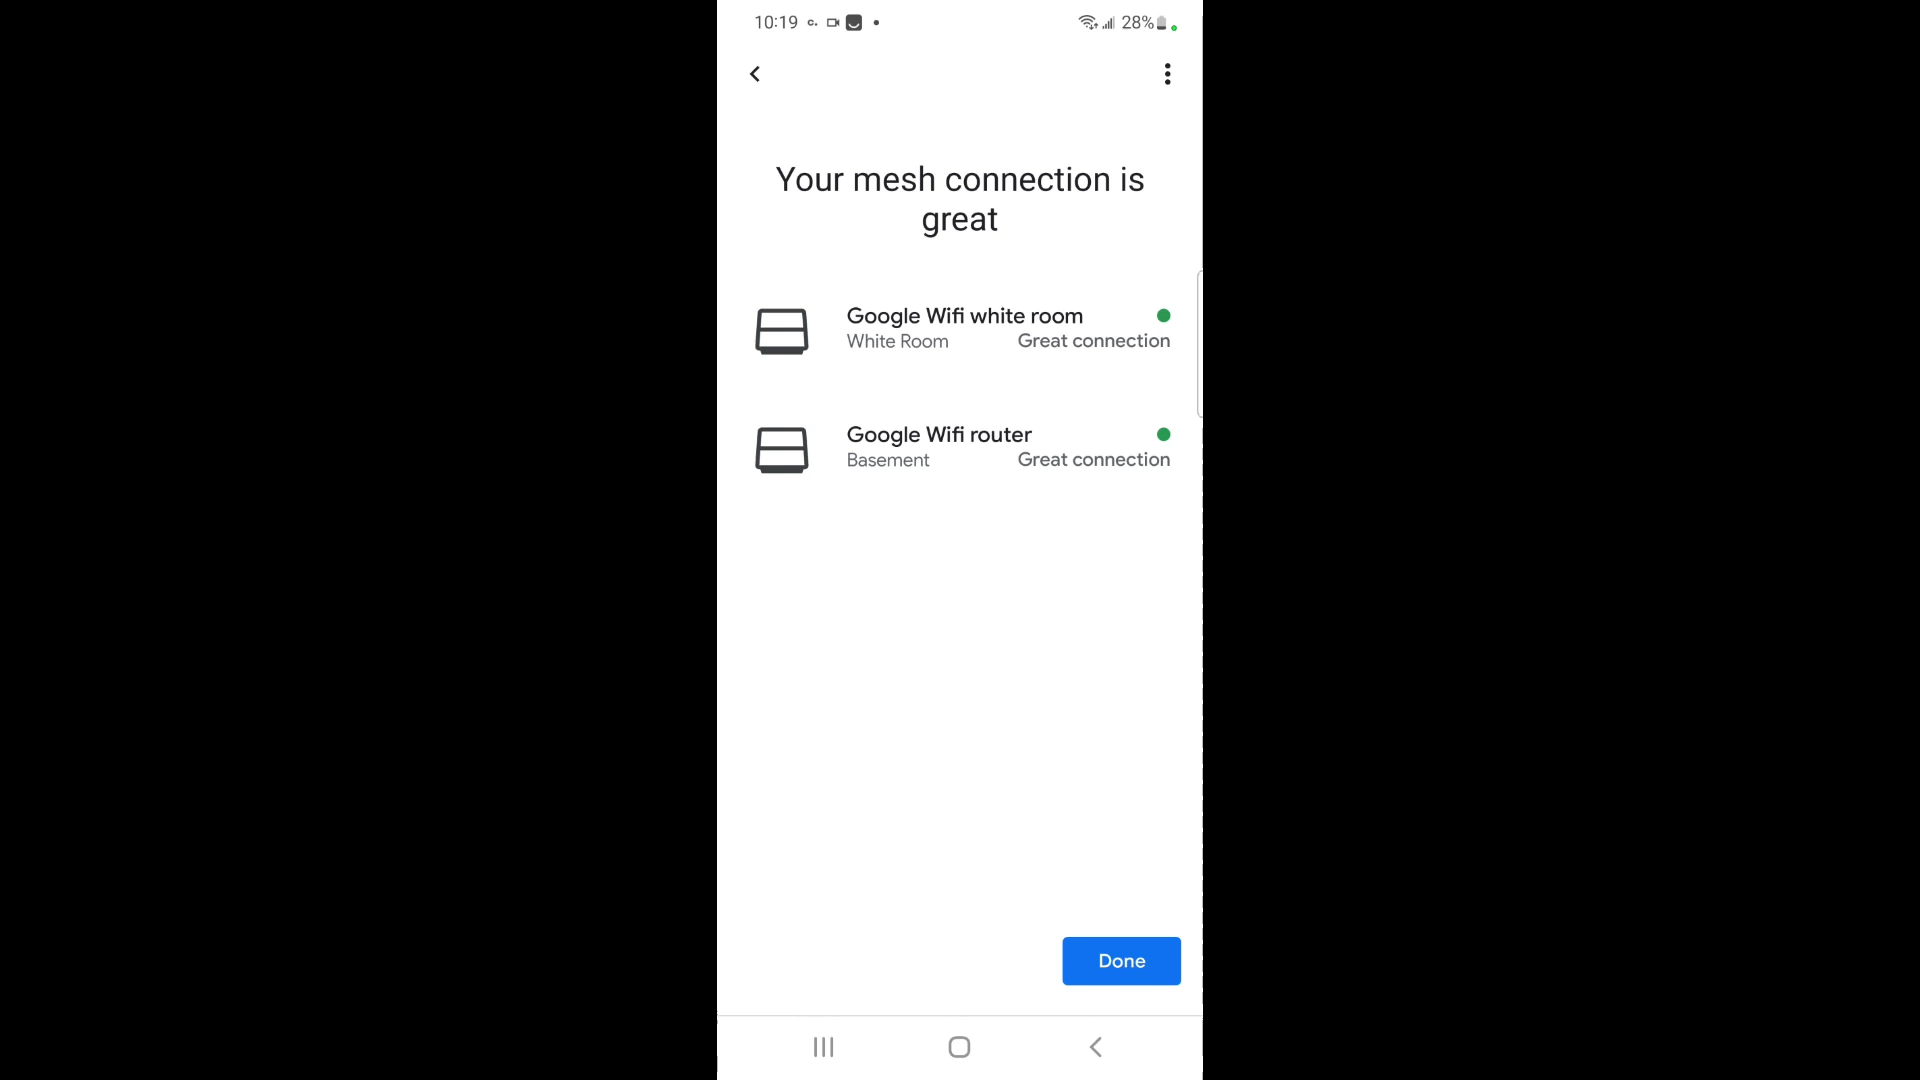 10:19
28%
Your mesh connection is
great
Google Wifi white room
White Room Great connection
Google Wifi router
Basement Great connection
Done